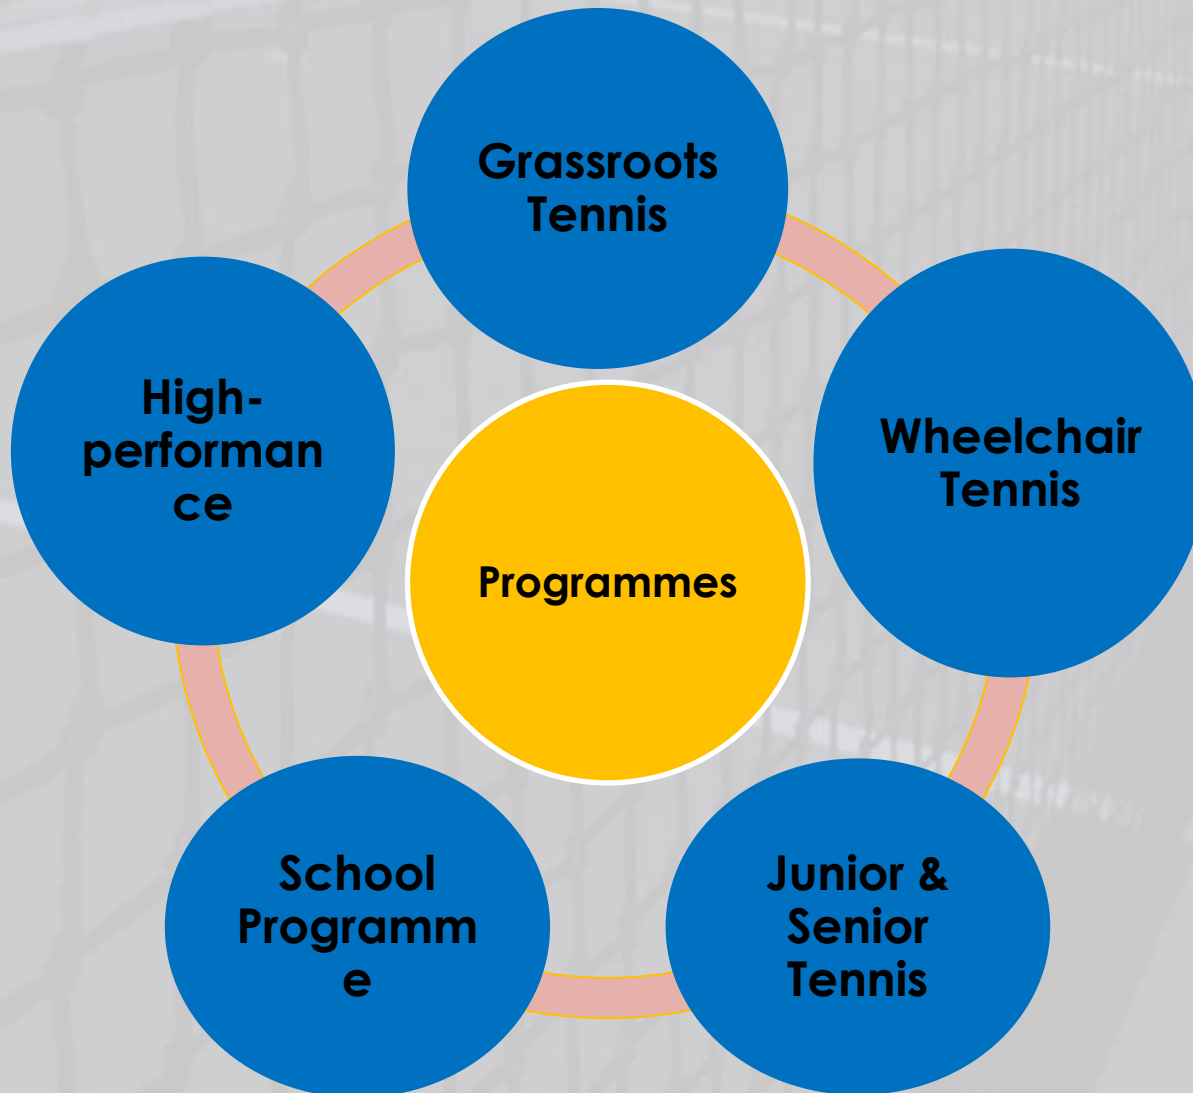 Grassroots
Tennis
High-
performan
ce
Wheelchair
Tennis
Programmes
School
Programm
e
Junior &
Senior
Tennis